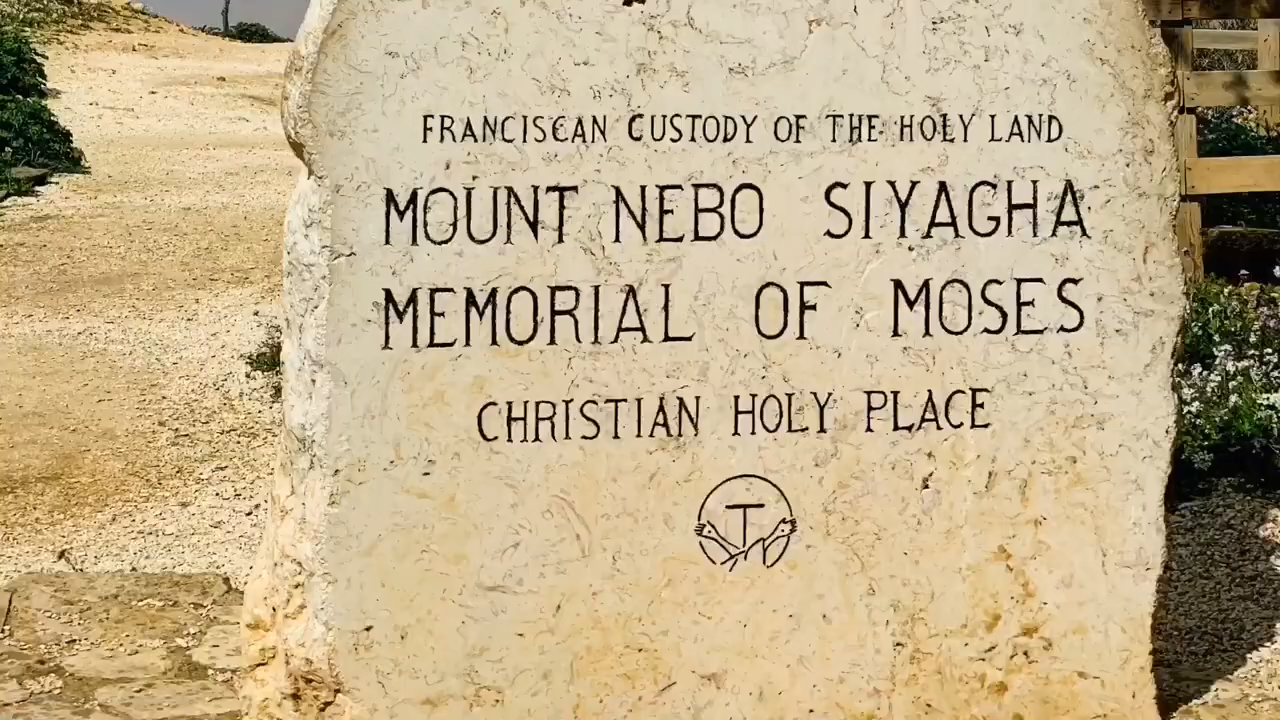 FRANCISCAN CUSTODY OF THE HOLY LAND
MOUNT NEBO SIYAGHA
MEMORIAL OF MOSES
CHRISTIAN HOLY PLACE